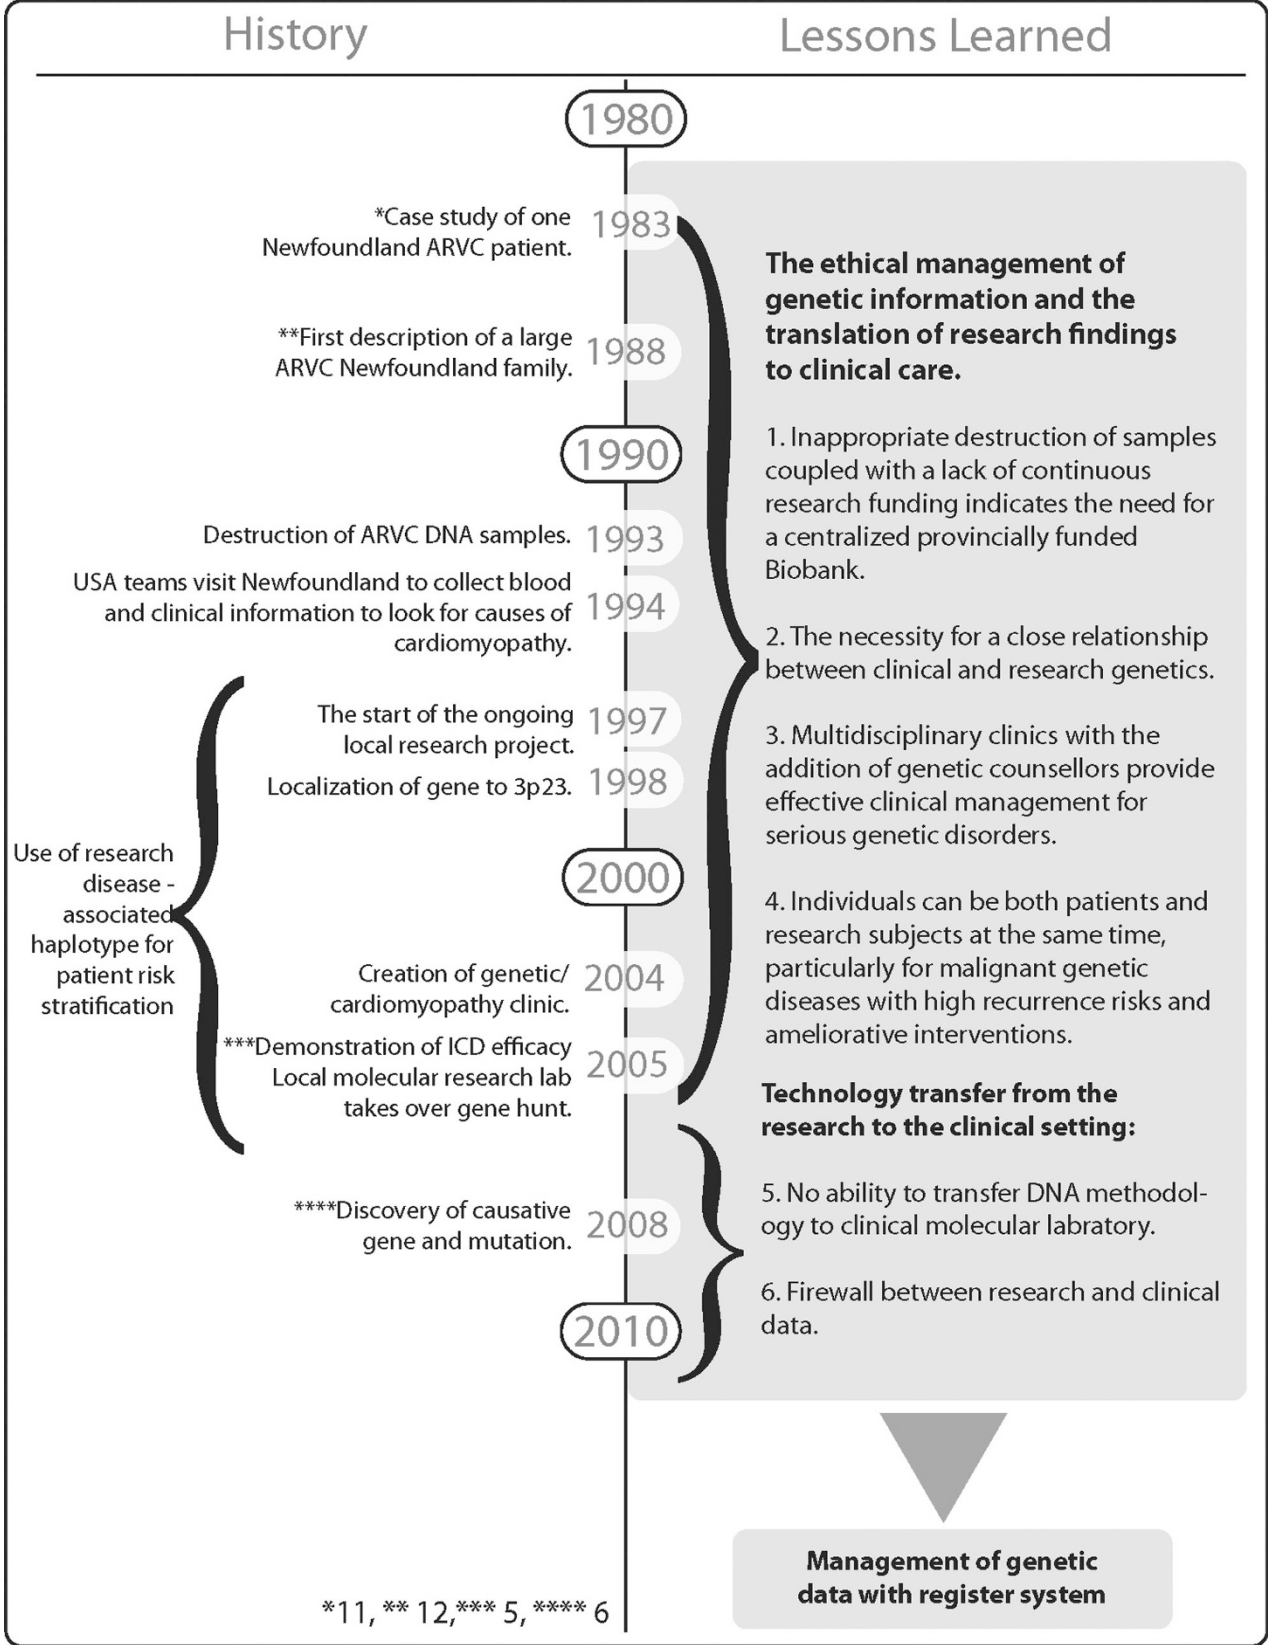 History
Lessons Learned
1980
*Case study of one
Newfoundland ARVC patient.
1983
**First description of a large
ARVC Newfoundland family.
1988
1990
Destruction of ARVC DNA samples.
1993
USA teams visit Newfoundland to collect blood
and clinical information to look for causes of
cardiomyopathy.
1994
The start of the ongoing
local research project.
1997
Localization of gene to 3p23.
1998
Use of research
disease -
associated
haplotype for
patient risk
stratification
2000
Creation of genetic/
cardiomyopathy clinic.
2004
***Demonstration of ICD efficacy
Local molecular research lab
takes over gene hunt.
2005
****Discovery of causative
gene and mutation.
2008
2010
*11, ** 12,*** 5, **** 6
The ethical management of
genetic information and the
translation of research findings
to clinical care.
1. Inappropriate destruction of samples
coupled with a lack of continuous
research funding indicates the need for
a centralized provincially funded
Biobank.
2. The necessity for a close relationship
between clinical and research genetics.
3. Multidisciplinary clinics with the
addition of genetic counsellors provide
effective clinical management for
serious genetic disorders.
4. Individuals can be both patients and
research subjects at the same time,
particularly for malignant genetic
diseases with high recurrence risks and
ameliorative interventions.
Technology transfer from the
research to the clinical setting:
5. No ability to transfer DNA methodol-
ogy to clinical molecular labratory.
6. Firewall between research and clinical
data.
Management of genetic
data with register system